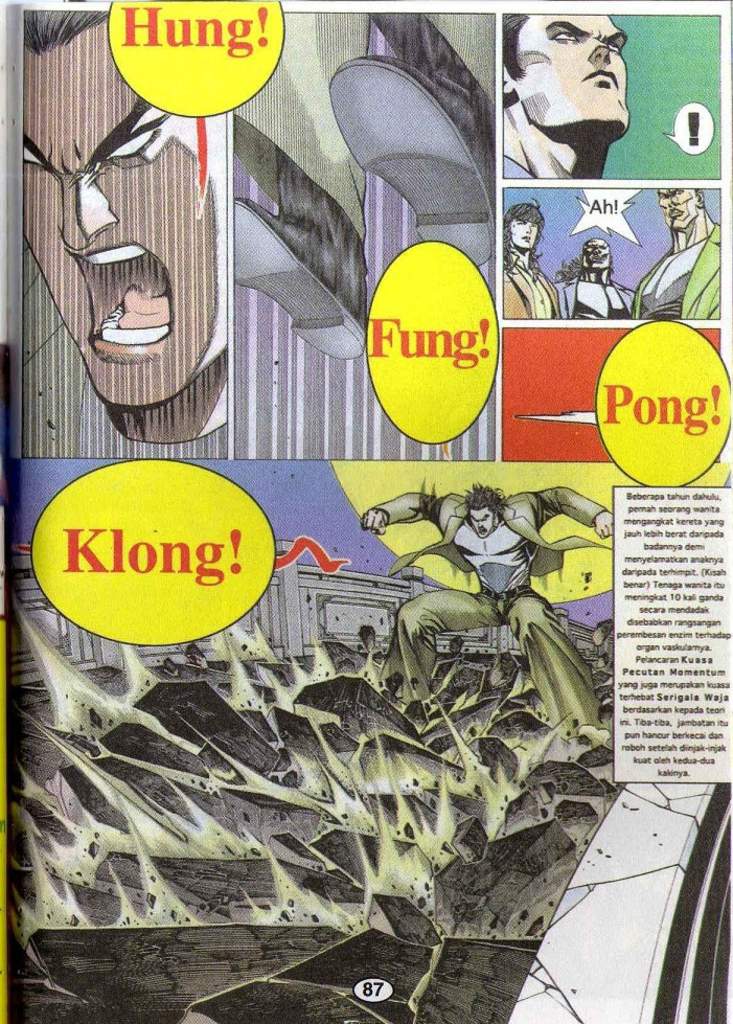 Hung!
Fung!
!
Ah!
Pong!
Klong!
Beberapa tahun dahulu,
pernah seorang wanita
mengangkat kereta yang
jauh lebih berat daripada
badannya demi
menyelamatkan anaknya
daripada terhimpit. (Kisah
benar) Tenaga wanita itu
meningkat 10 kali ganda
secara mendadak
disebabkan rangsangan
perembesan enzim terhadap
organ vaskularnya.
Pelancaran Kuasa
Pecutan Momentum
yang juga merupakan kuasa
terhebat Serigala Waja
berdasarkan kepada teori
ini. Tiba-tiba, jambatan itu
pun hancur berkecai dan
roboh setelah diinjak-injak
kuat oleh kedua-dua
kakinya.
87